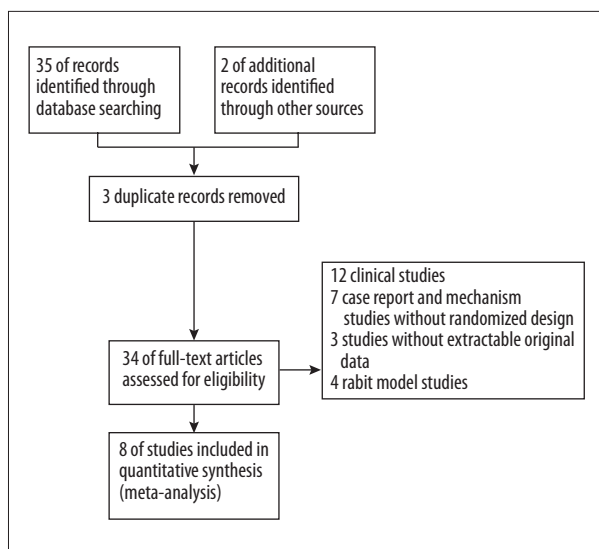 35 of records
identified through
database searching
2 of additional
records identified
through other sources
3 duplicate records removed
34 of full-text articles
assessed for eligibility
12 clinical studies
7 case report and mechanism
studies without randomized design
3 studies without extractable original
data
4 rabit model studies
8 of studies included in
quantitative synthesis
(meta-analysis)